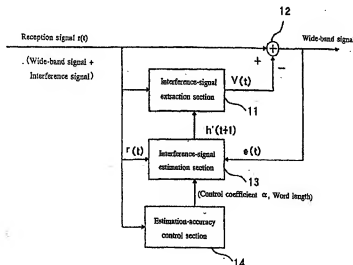 12
Reception signal r(t)
Wide-band signa
(Wide-band signal +
Interference signal)
+
−
Interference-signal
extraction section
V(t)
11
h'(t+1)
r(t)
Interference-signal
estimation section
e(t)
13
(Control coefficient α, Word length)
Estimation-accuracy
control section
14